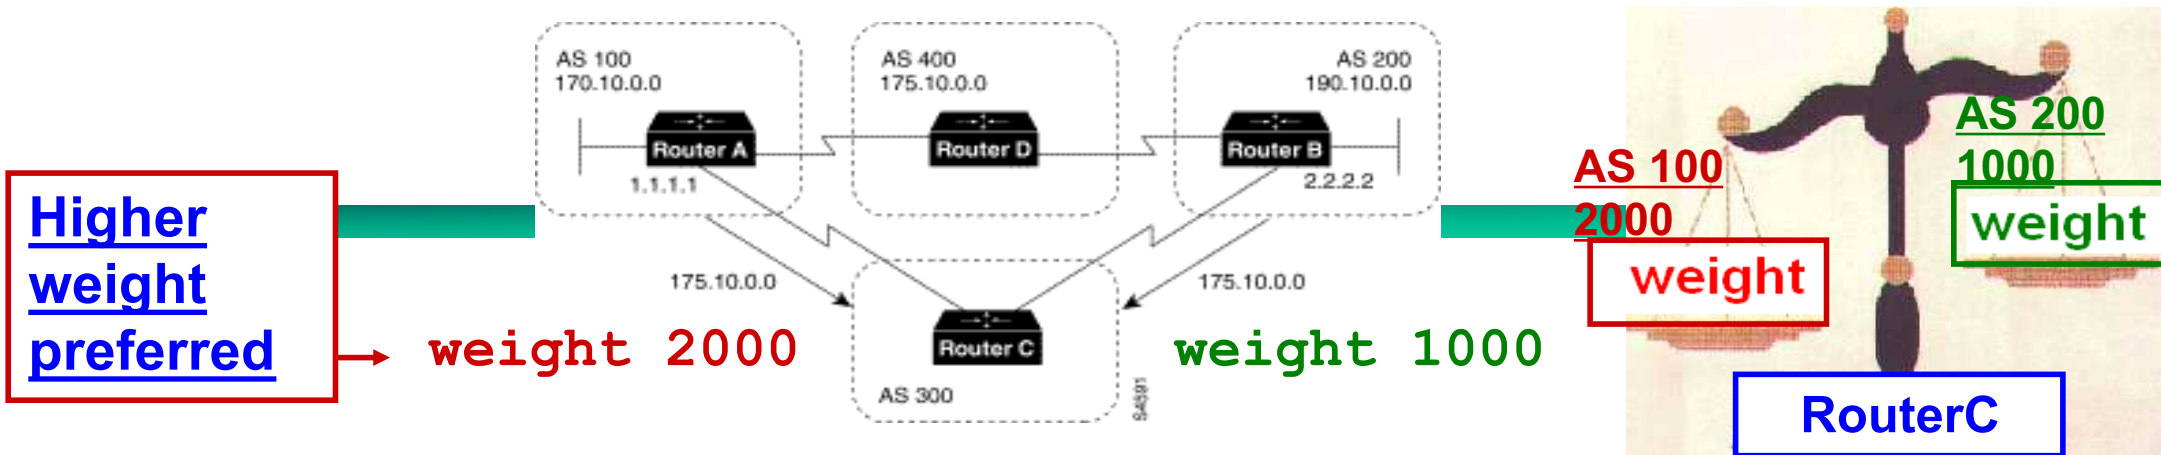 Higher
weight
preferred
AS 100
170.10.0.0
Router A
1.1.1.1
AS 400
175.10.0.0
Router D
AS 200
190.10.0.0
Router B
2.2.2.2
175.10.0.0
175.10.0.0
weight 2000
weight 1000
Router C
AS 300
S4591
AS 100
2000
weight
AS 200
1000
weight
RouterC